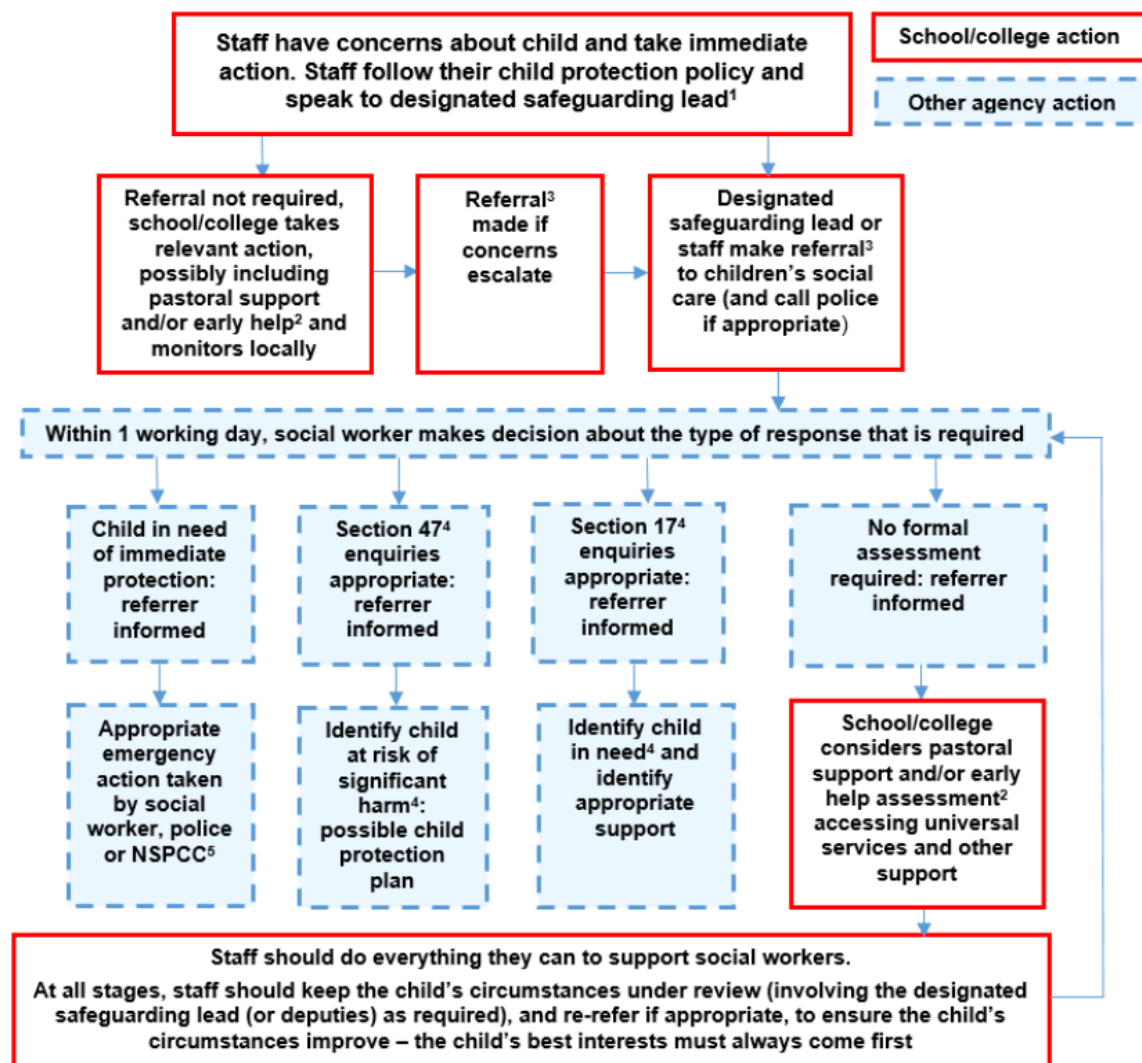 Staff have concerns about child and take immediate
action. Staff follow their child protection policy and
speak to designated safeguarding lead¹
School/college action
Other agency action
Referral not required,
school/college takes
relevant action,
possibly including
pastoral support
and/or early help² and
monitors locally
Referral³
made if
concerns
escalate
Designated
safeguarding lead or
staff make referral³
to children’s social
care (and call police
if appropriate)
Within 1 working day, social worker makes decision about the type of response that is required
Child in need
of immediate
protection:
referrer
informed
Section 47⁴
enquiries
appropriate:
referrer
informed
Section 17⁴
enquiries
appropriate:
referrer
informed
No formal
assessment
required: referrer
informed
Appropriate
emergency
action taken
by social
worker, police
or NSPCC⁵
Identify child
at risk of
significant
harm⁴:
possible child
protection
plan
Identify child
in need⁴ and
identify
appropriate
support
School/college
considers pastoral
support and/or early
help assessment²
accessing universal
services and other
support
Staff should do everything they can to support social workers.
At all stages, staff should keep the child’s circumstances under review (involving the designated
safeguarding lead (or deputies) as required), and re-refer if appropriate, to ensure the child’s
circumstances improve – the child’s best interests must always come first